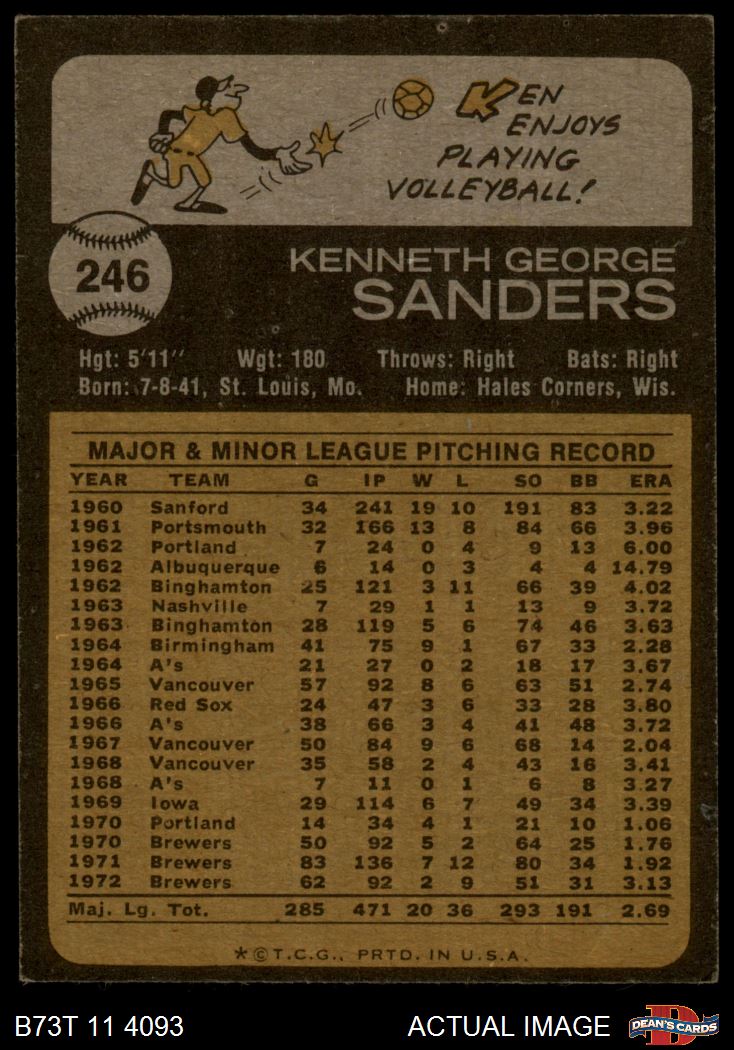 KEN
ENJOYS
PLAYING
VOLLEYBALL!
246
KENNETH GEORGE
SANDERS
Hgt: 5'11" Wgt: 180 Throws: Right Bats: Right
Born: 7-8-41, St. Louis, Mo. Home: Hales Corners, Wis.
MAJOR & MINOR LEAGUE PITCHING RECORD
YEAR TEAM G IP W L SO BB ERA
1960 Sanford 34 241 19 10 191 83 3.22
1961 Portsmouth 32 166 13 8 84 66 3.96
1962 Portland 7 24 0 4 9 13 6.00
1962 Albuquerque 6 14 0 3 4 4 14.79
1962 Binghamton 25 121 3 11 66 39 4.02
1963 Nashville 7 29 1 1 13 9 3.72
1963 Binghamton 28 119 5 6 74 46 3.63
1964 Birmingham 41 75 9 1 67 33 2.28
1964 A's 21 27 0 2 18 17 3.67
1965 Vancouver 57 92 8 6 63 51 2.74
1966 Red Sox 24 47 3 6 33 28 3.80
1966 A's 38 66 3 4 41 48 3.72
1967 Vancouver 50 84 9 6 68 14 2.04
1968 Vancouver 35 58 2 4 43 16 3.41
1968 A's 7 11 0 1 6 8 3.27
1969 Iowa 29 114 6 7 49 34 3.39
1970 Portland 14 34 4 1 21 10 1.06
1970 Brewers 50 92 5 2 64 25 1.76
1971 Brewers 83 136 7 12 80 34 1.92
1972 Brewers 62 92 2 9 51 31 3.13
Maj. Lg. Tot. 285 471 20 36 293 191 2.69
*© T.C.G., PRTD. IN U.S.A.
B73T 11 4093 ACTUAL IMAGE DEAN'S CARDS